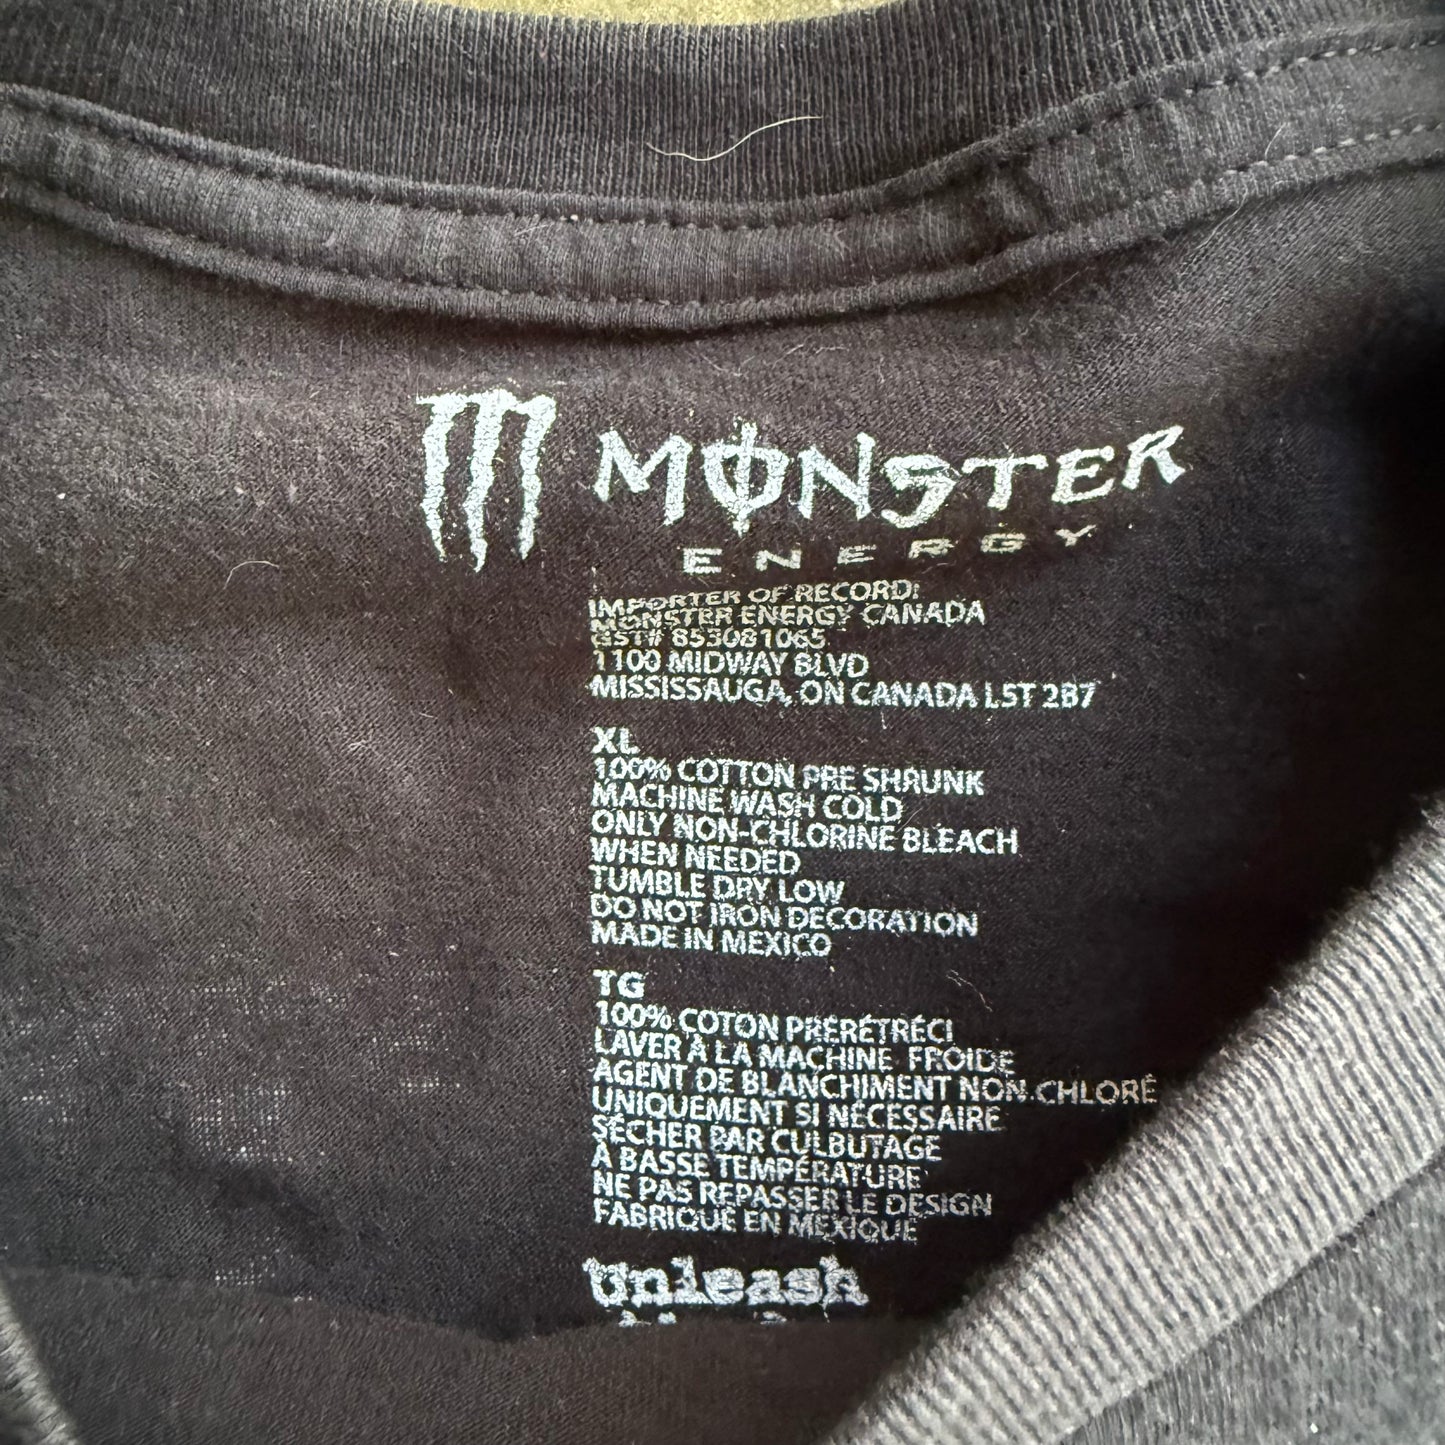 MONSTER
ENERGY
IMPORTER OF RECORD:
MONSTER ENERGY CANADA
GST# 853081065
1100 MIDWAY BLVD
MISSISSAUGA, ON CANADA L5T 2B7
XL
100% COTTON PRE SHRUNK
MACHINE WASH COLD
ONLY NON-CHLORINE BLEACH
WHEN NEEDED
TUMBLE DRY LOW
DO NOT IRON DECORATION
MADE IN MEXICO
TG
100% COTON PRÉRÉTRÉCI
LAVER À LA MACHINE FROIDE
AGENT DE BLANCHIMENT NON-CHLORÉ
UNIQUEMENT SI NÉCESSAIRE
SÉCHER PAR CULBUTAGE
À BASSE TEMPÉRATURE
NE PAS REPASSER LE DESIGN
FABRIQUÉ EN MEXIQUE
unleash